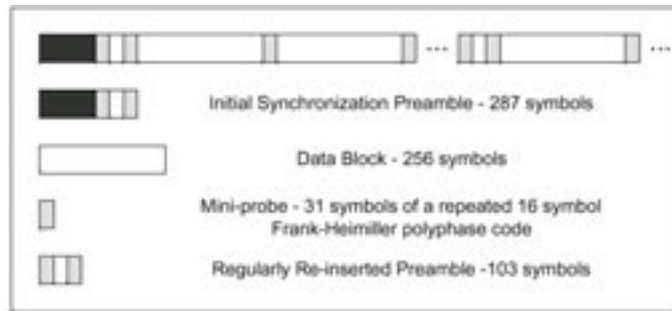 Initial Synchronization Preamble - 287 symbols
Data Block - 256 symbols
Mini-probe - 31 symbols of a repeated 16 symbol
Frank-Heimiller polyphase code
Regularly Re-inserted Preamble -103 symbols